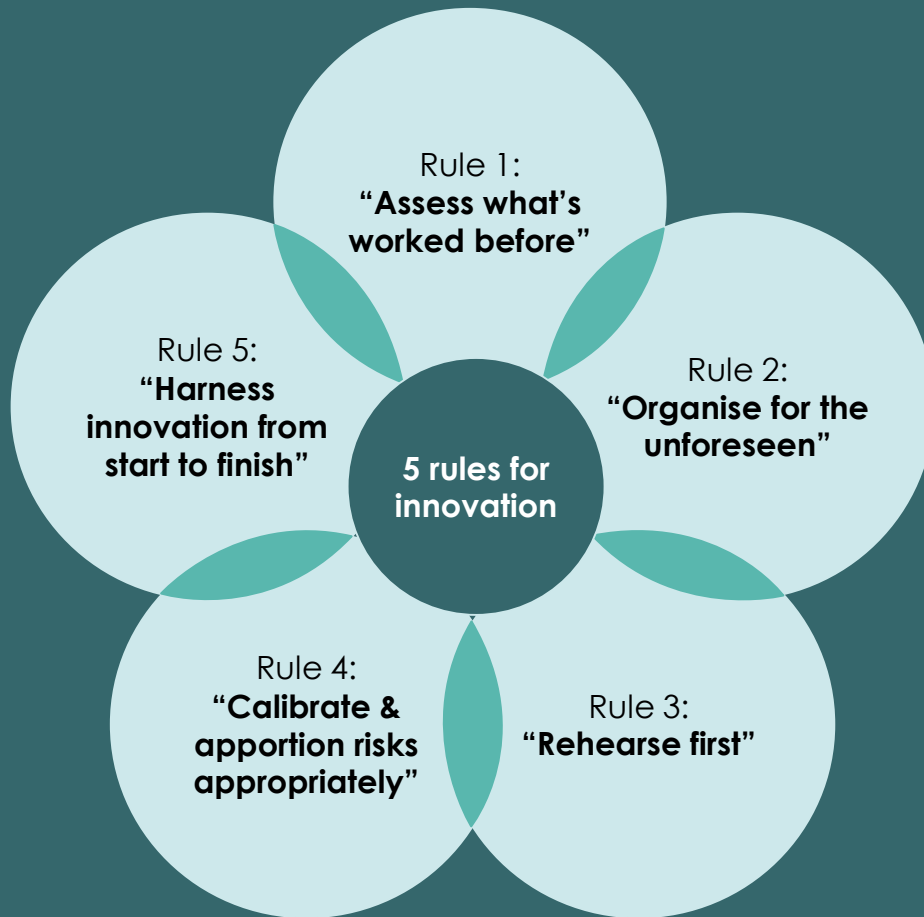 Rule 1:
“Assess what’s
worked before”
Rule 2:
“Organise for the
unforeseen”
Rule 3:
“Rehearse first”
Rule 4:
“Calibrate &
apportion risks
appropriately”
Rule 5:
“Harness
innovation from
start to finish”
5 rules for
innovation